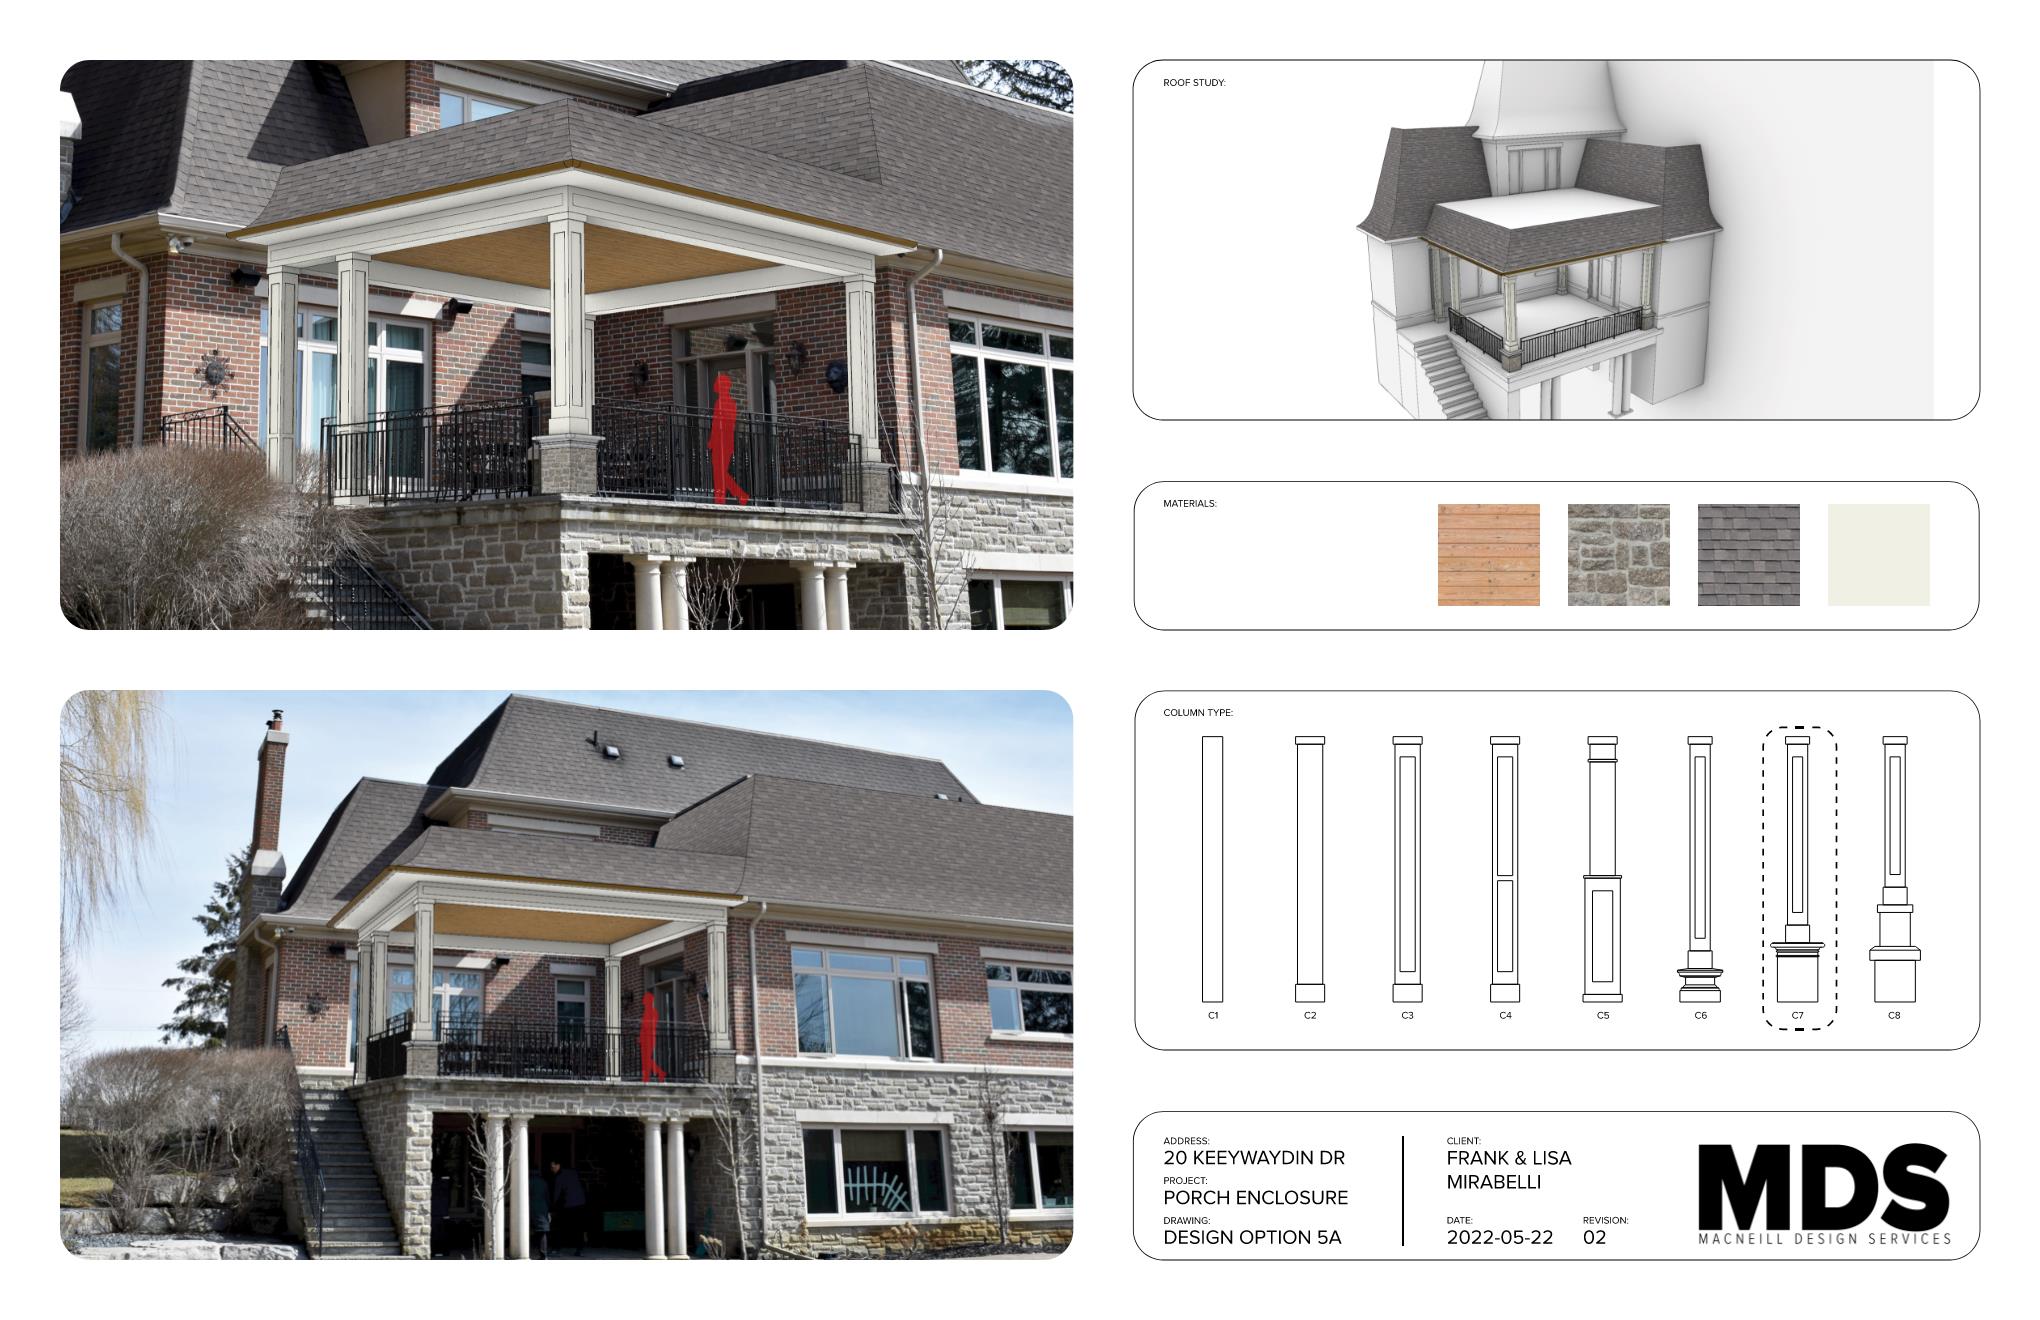 ROOF STUDY:
MATERIALS:
COLUMN TYPE:
C1 C2 C3 C4 C5 C6 C7 C8
ADDRESS:
20 KEEYWAYDIN DR
PROJECT:
PORCH ENCLOSURE
DRAWING:
DESIGN OPTION 5A
CLIENT:
FRANK & LISA
MIRABELLI
DATE:
2022-05-22
REVISION:
02
MDS
MACNEILL DESIGN SERVICES